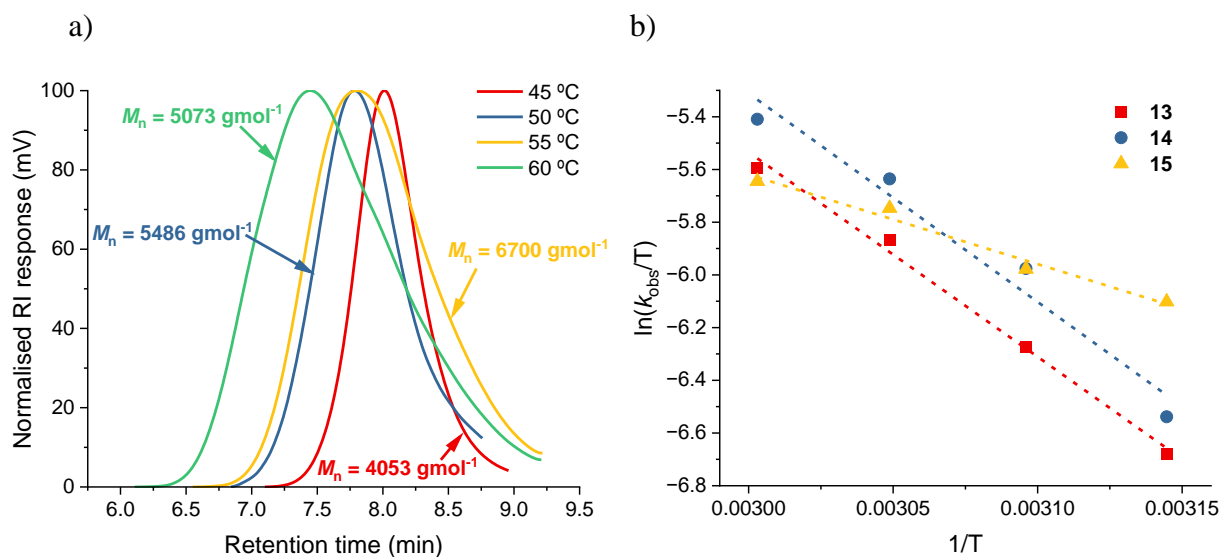 a)
Normalised RI response (mV)
100
80
60
40
20
0
6.0 6.5 7.0 7.5 8.0 8.5 9.0 9.5
Retention time (min)
45 ºC
50 ºC
55 ºC
60 ºC
Mn = 5073 gmol-1
Mn = 5486 gmol-1
Mn = 6700 gmol-1
Mn = 4053 gmol-1
b)
ln(kobs/T)
−5.4
−5.6
−5.8
−6.0
−6.2
−6.4
−6.6
−6.8
0.00300 0.00305 0.00310 0.00315
1/T
13
14
15